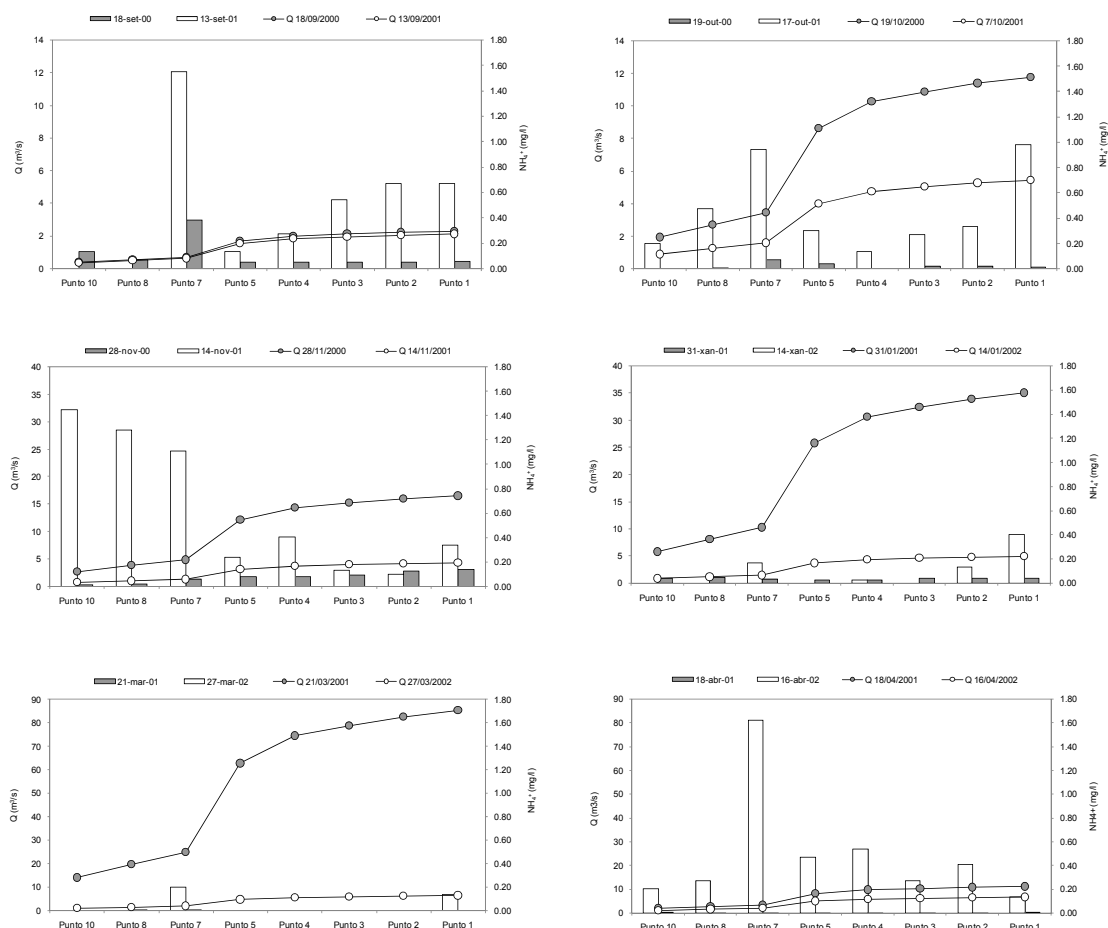 18-set-00 13-set-01 Q 18/09/2000 Q 13/09/2001
14 12 10 8 6 4 2 0
Q (m³/s)
1.80 1.60 1.40 1.20 1.00 0.80 0.60 0.40 0.20 0.00
NH₄⁺ (mg/l)
Punto 10 Punto 8 Punto 7 Punto 5 Punto 4 Punto 3 Punto 2 Punto 1
19-out-00 17-out-01 Q 19/10/2000 Q 7/10/2001
14 12 10 8 6 4 2 0
Q (m³/s)
1.80 1.60 1.40 1.20 1.00 0.80 0.60 0.40 0.20 0.00
NH₄⁺ (mg/l)
Punto 10 Punto 8 Punto 7 Punto 5 Punto 4 Punto 3 Punto 2 Punto 1
28-nov-00 14-nov-01 Q 28/11/2000 Q 14/11/2001
40 35 30 25 20 15 10 5 0
Q (m³/s)
1.80 1.60 1.40 1.20 1.00 0.80 0.60 0.40 0.20 0.00
NH₄⁺ (mg/l)
Punto 10 Punto 8 Punto 7 Punto 5 Punto 4 Punto 3 Punto 2 Punto 1
31-xan-01 14-xan-02 Q 31/01/2001 Q 14/01/2002
40 35 30 25 20 15 10 5 0
Q (m³/s)
1.80 1.60 1.40 1.20 1.00 0.80 0.60 0.40 0.20 0.00
NH₄⁺ (mg/l)
Punto 10 Punto 8 Punto 7 Punto 5 Punto 4 Punto 3 Punto 2 Punto 1
21-mar-01 27-mar-02 Q 21/03/2001 Q 27/03/2002
90 80 70 60 50 40 30 20 10 0
Q (m³/s)
1.80 1.60 1.40 1.20 1.00 0.80 0.60 0.40 0.20 0.00
NH₄⁺ (mg/l)
Punto 10 Punto 8 Punto 7 Punto 5 Punto 4 Punto 3 Punto 2 Punto 1
18-abr-01 16-abr-02 Q 18/04/2001 Q 16/04/2002
90 80 70 60 50 40 30 20 10 0
Q (m3/s)
1.80 1.60 1.40 1.20 1.00 0.80 0.60 0.40 0.20 0.00
NH4+ (mg/l)
Punto 10 Punto 8 Punto 7 Punto 5 Punto 4 Punto 3 Punto 2 Punto 1